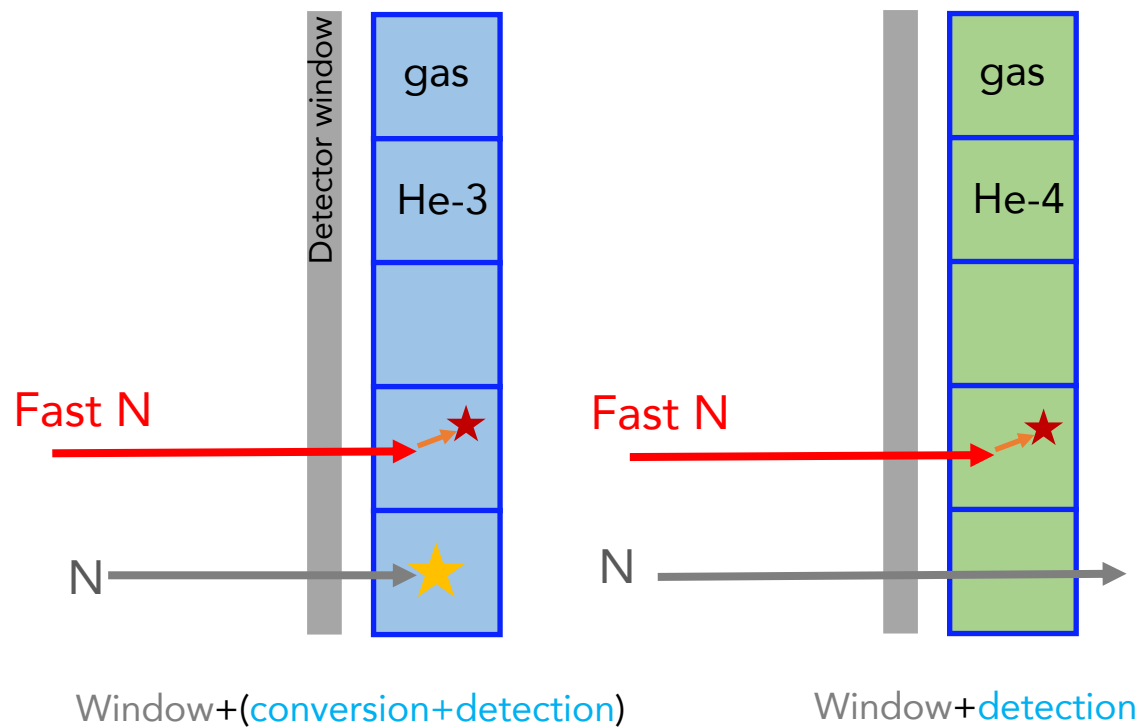 Detector window
gas
He-3
Fast N
N
Window+(conversion+detection)
gas
He-4
Fast N
N
Window+detection